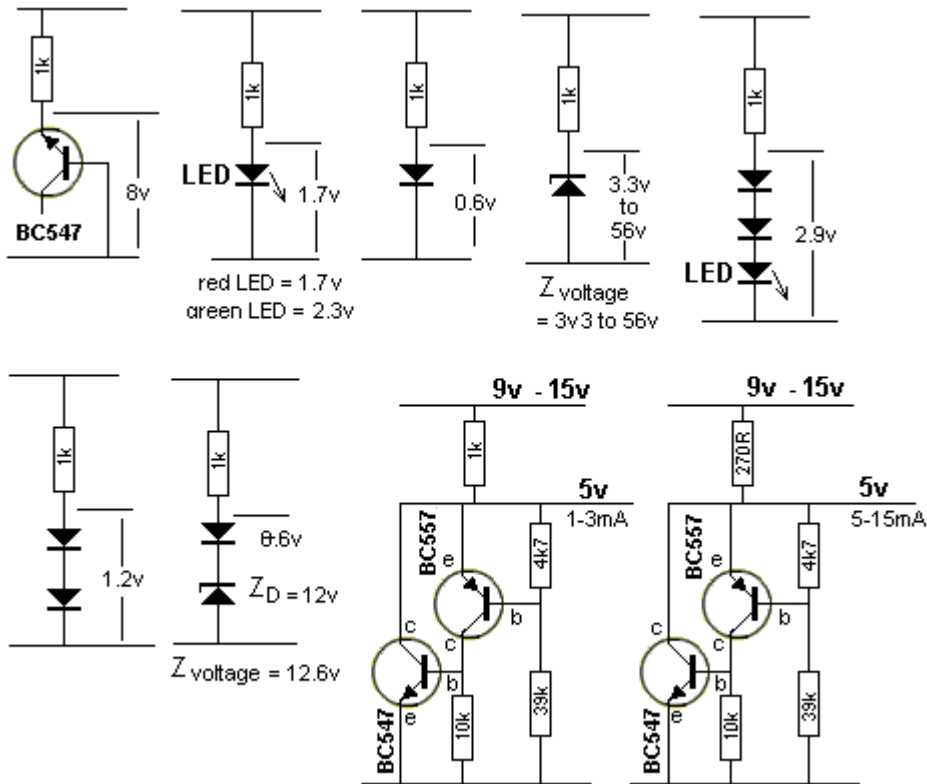 1k
8v
BC547
1k
LED
1.7v
red LED = 1.7v
green LED = 2.3v
1k
0.6v
1k
3.3v
to
56v
Z voltage
= 3v3 to 56v
1k
2.9v
LED
1k
1.2v
1k
0.6v
ZD = 12v
Z voltage = 12.6v
9v - 15v
1k
5v
1-3mA
BC557
e
4k7
b
c
c
b
e
BC547
10k
39k
9v - 15v
270R
5v
5-15mA
BC557
e
4k7
b
c
c
b
e
BC547
10k
39k